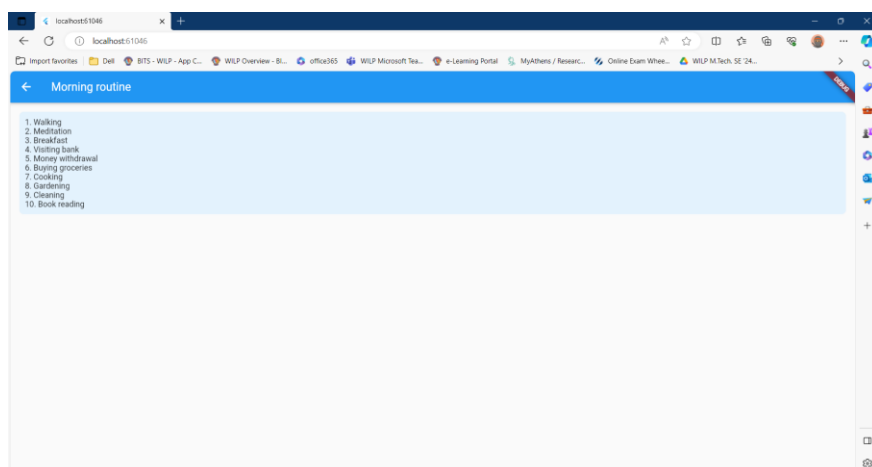 localhost:61046
localhost:61046
Import favorites Dell BITS - WILP - App C... WILP Overview - Bl... office365 WILP Microsoft Tea... e-Learning Portal MyAthens / Researc... Online Exam Whee... WILP M.Tech. SE '24...
Morning routine
DEBUG
1. Walking
2. Meditation
3. Breakfast
4. Visiting bank
5. Money withdrawal
6. Buying groceries
7. Cooking
8. Gardening
9. Cleaning
10. Book reading